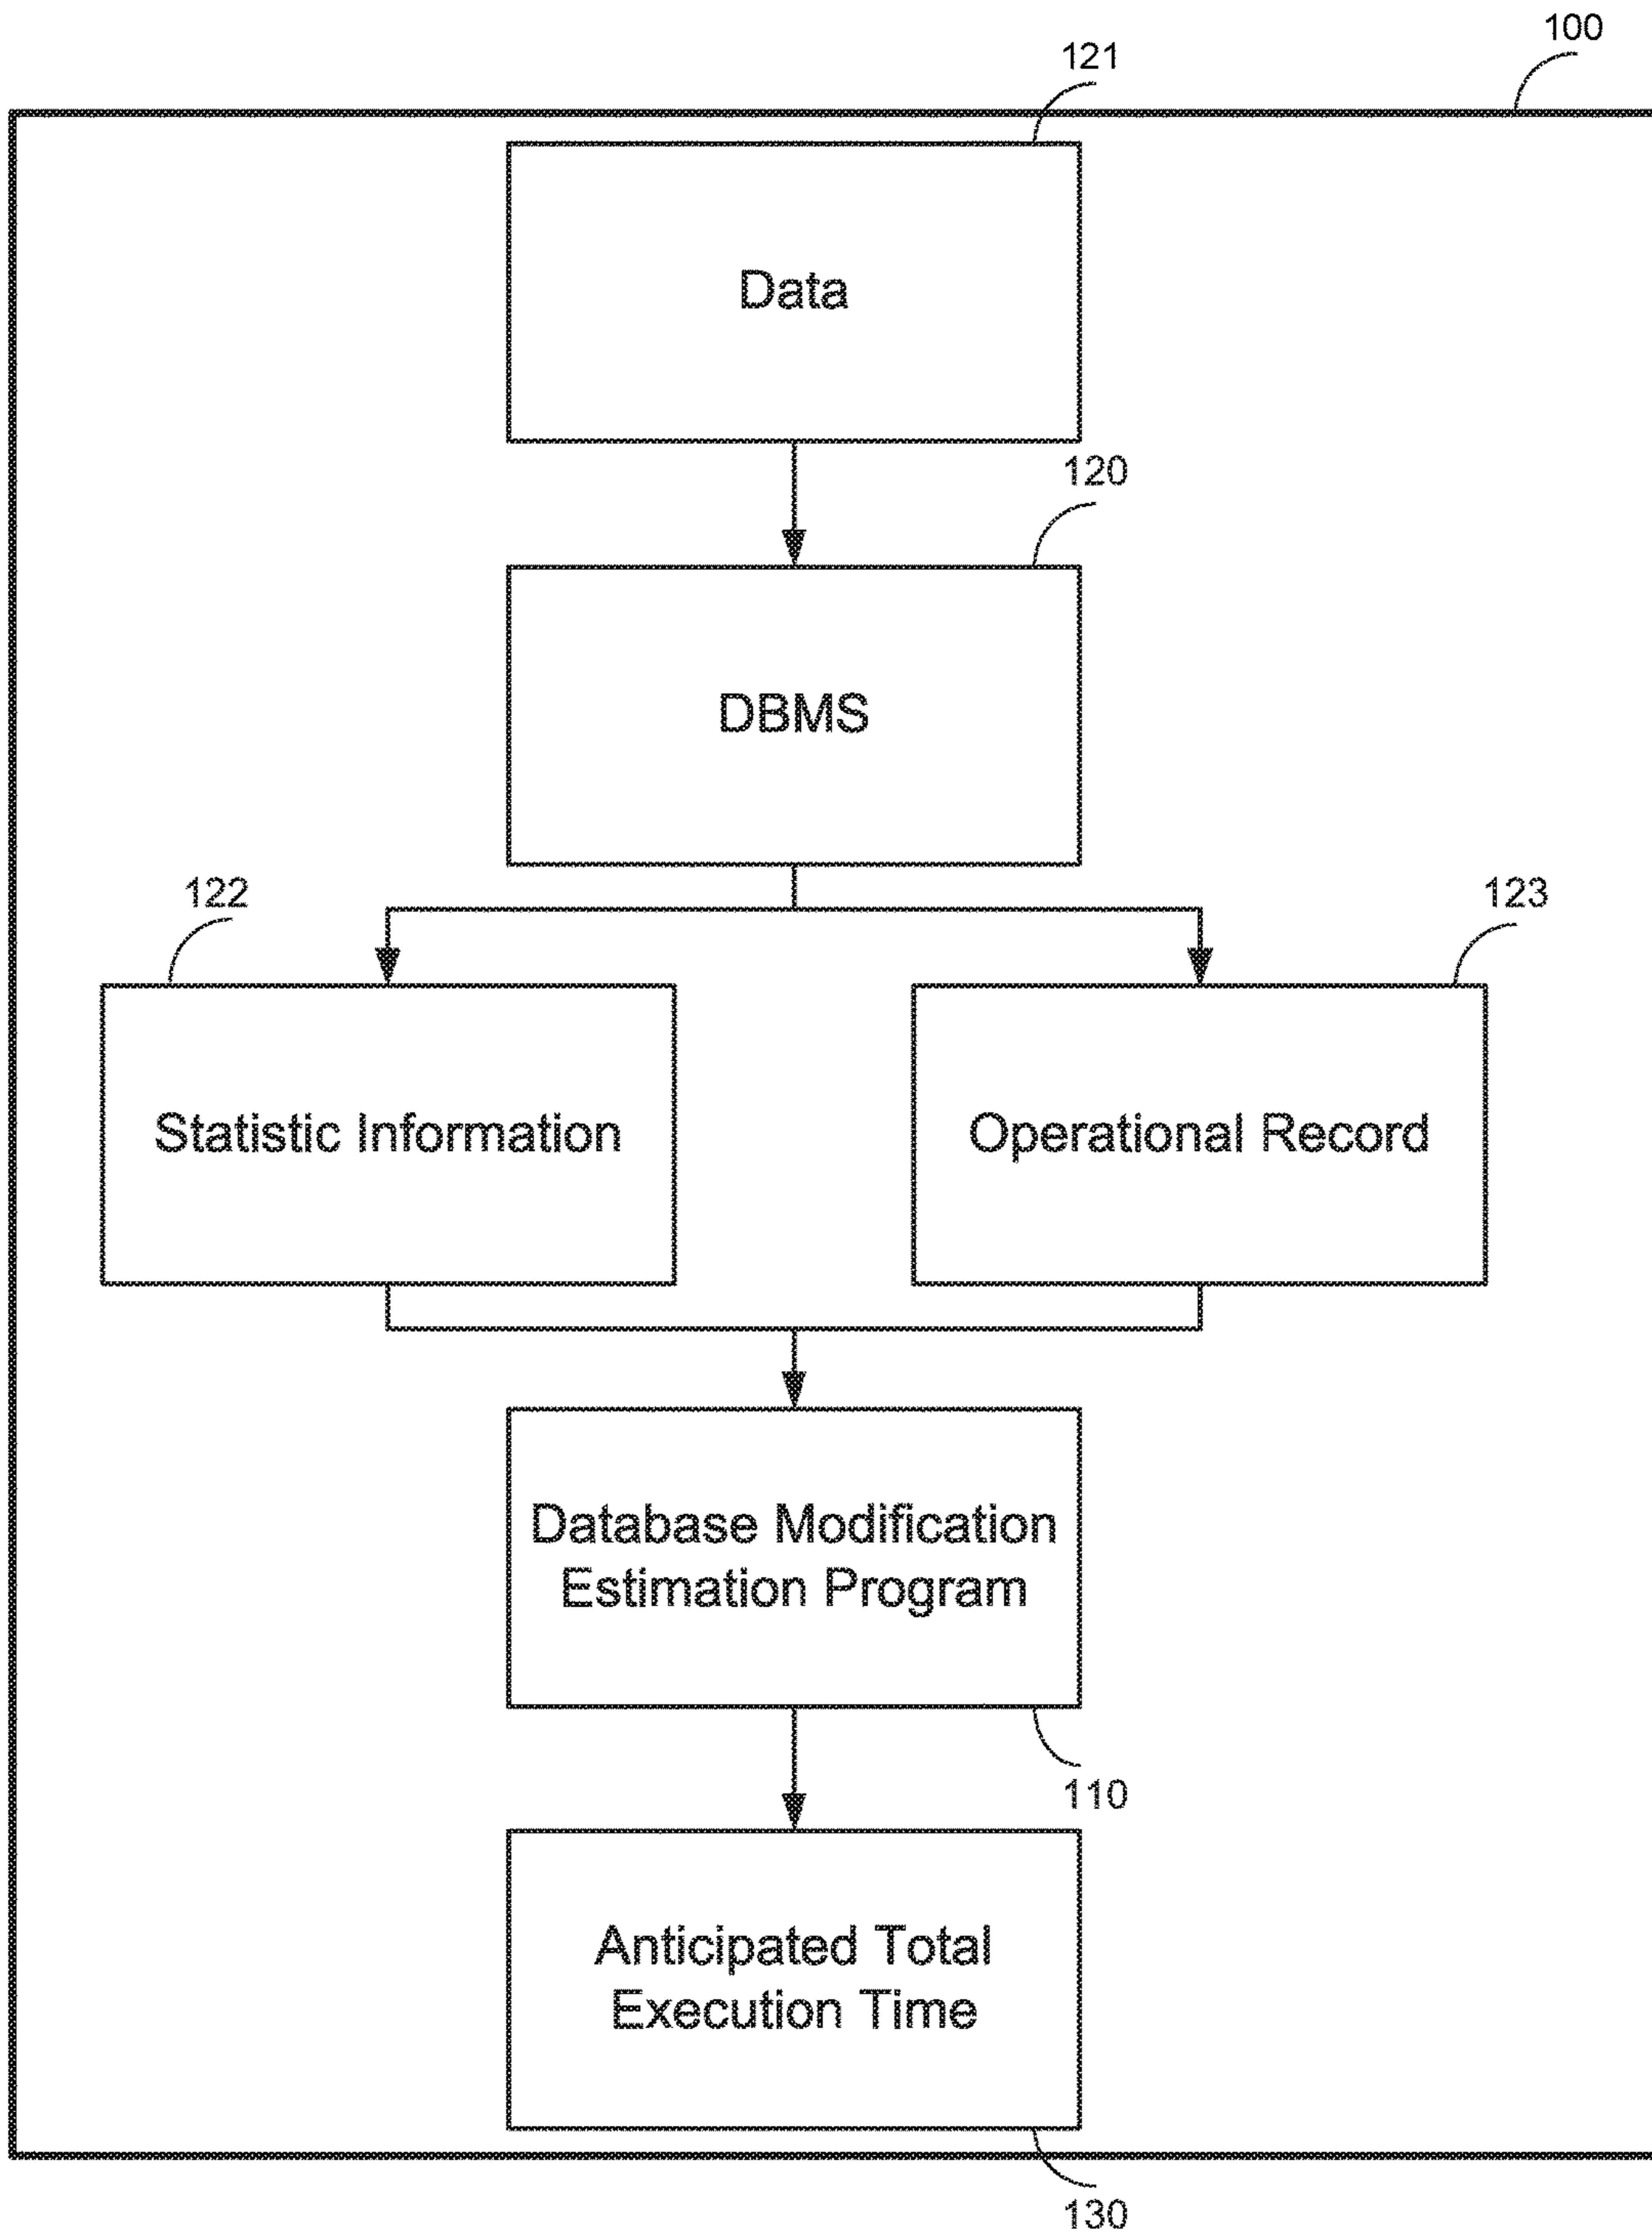 100
121
Data
120
DBMS
122
123
Statistic Information
Operational Record
Database Modification
Estimation Program
110
Anticipated Total
Execution Time
130